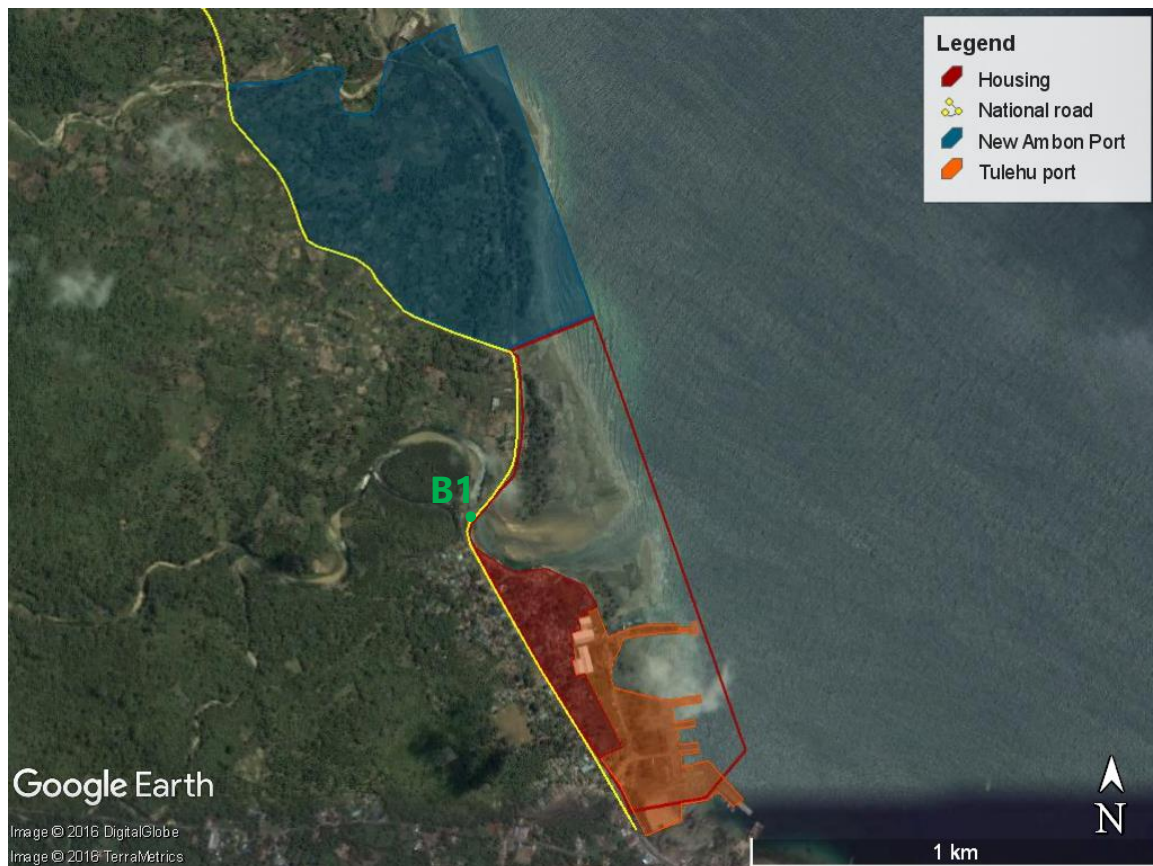 Legend
Housing
National road
New Ambon Port
Tulehu port
B1
Google Earth
Image © 2016 DigitalGlobe
Image © 2016 TerraMetrics
N
1 km